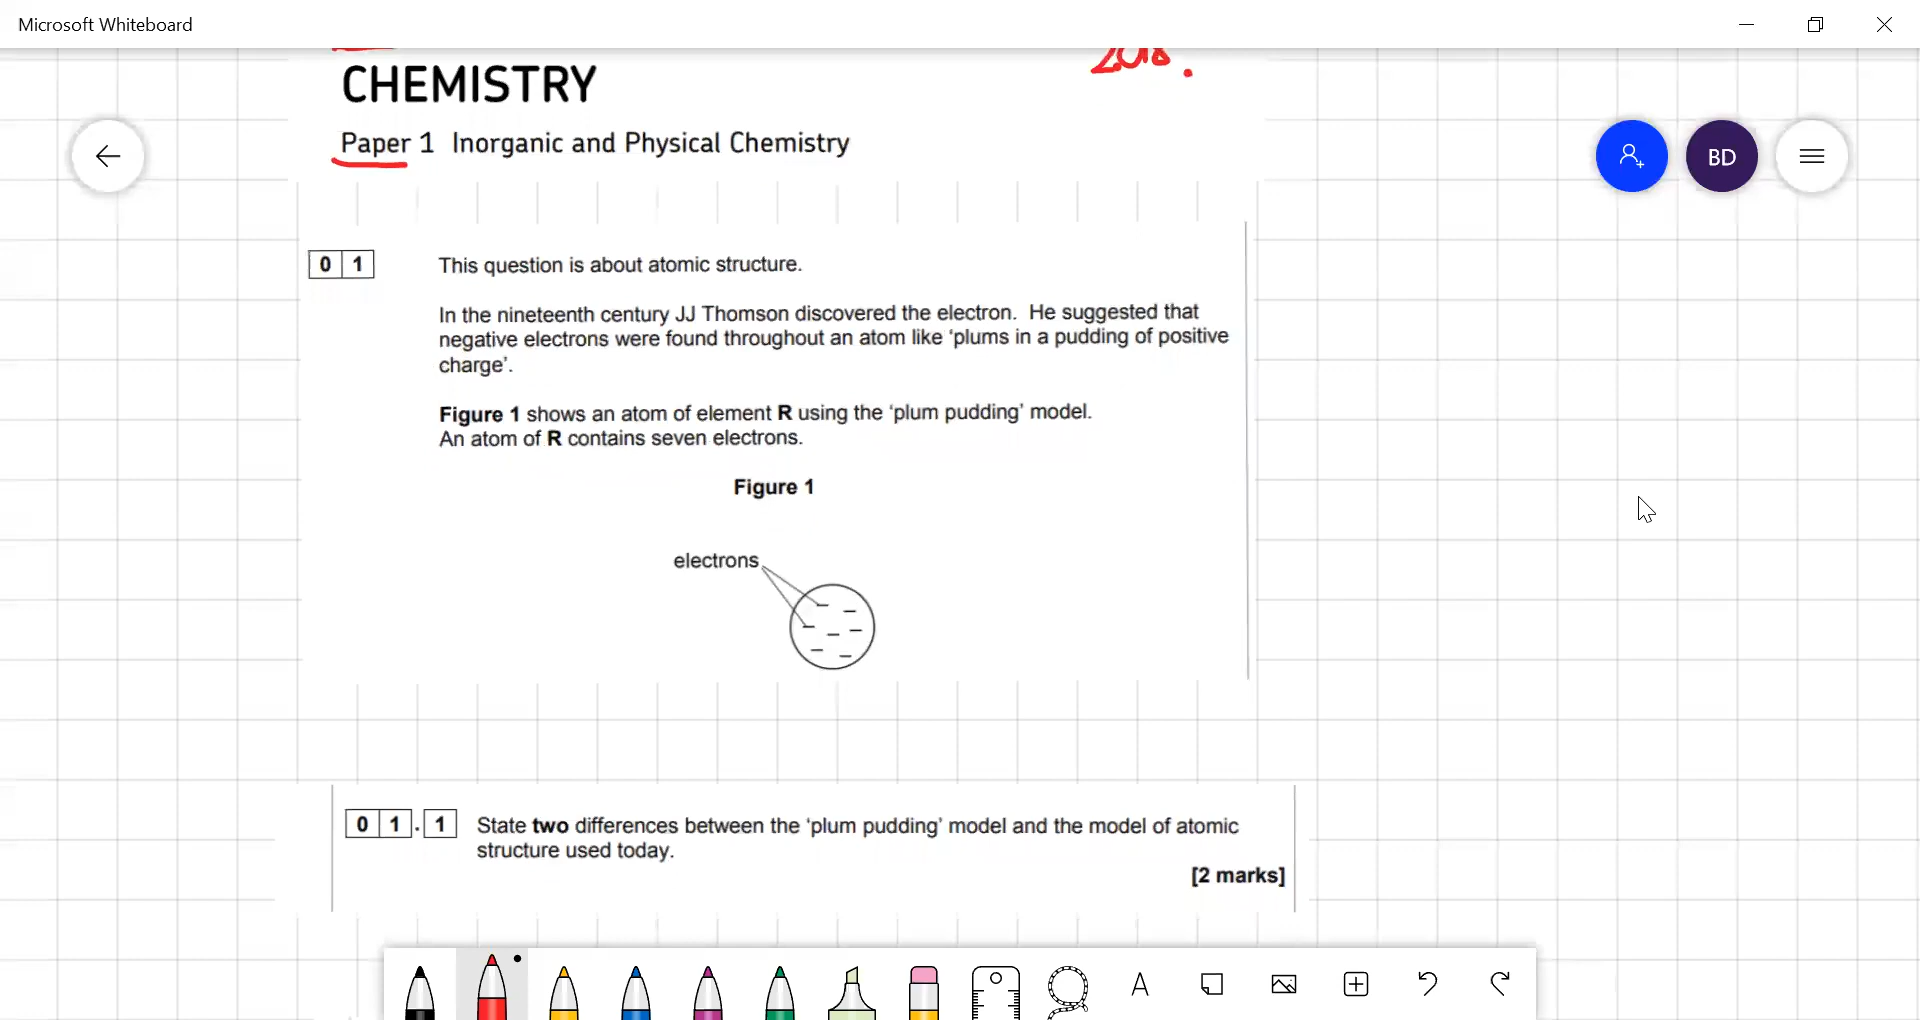 Microsoft Whiteboard
2018.
CHEMISTRY
Paper 1 Inorganic and Physical Chemistry
BD
0 1 This question is about atomic structure.
In the nineteenth century JJ Thomson discovered the electron. He suggested that
negative electrons were found throughout an atom like ‘plums in a pudding of positive
charge’.
Figure 1 shows an atom of element R using the ‘plum pudding’ model.
An atom of R contains seven electrons.
Figure 1
electrons
0 1 . 1 State two differences between the ‘plum pudding’ model and the model of atomic
structure used today.
[2 marks]
A